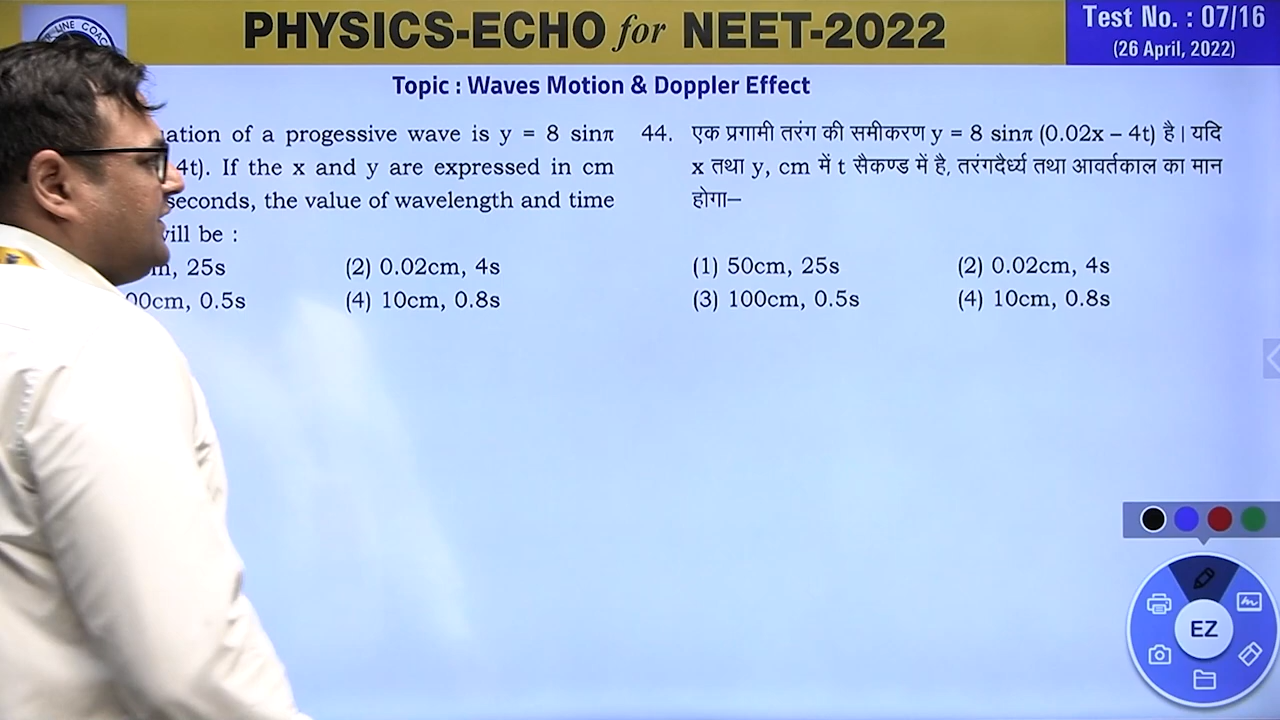 LINE COAC
PHYSICS-ECHO for NEET-2022
Test No. : 07/16
(26 April, 2022)
Topic : Waves Motion & Doppler Effect
of a progessive wave is y = 8 sinπ
4t). If the x and y are expressed in cm
seconds, the value of wavelength and time
will be :
25s
(2) 0.02cm, 4s
0.5s
(4) 10cm, 0.8s
44. एक प्रगामी तरंग की समीकरण y = 8 sinπ (0.02x – 4t) है। यदि
x तथा y, cm में t सैकण्ड में है, तरंगदैर्ध्य तथा आवर्तकाल का मान
होगा–
(1) 50cm, 25s
(2) 0.02cm, 4s
(3) 100cm, 0.5s
(4) 10cm, 0.8s
EZ